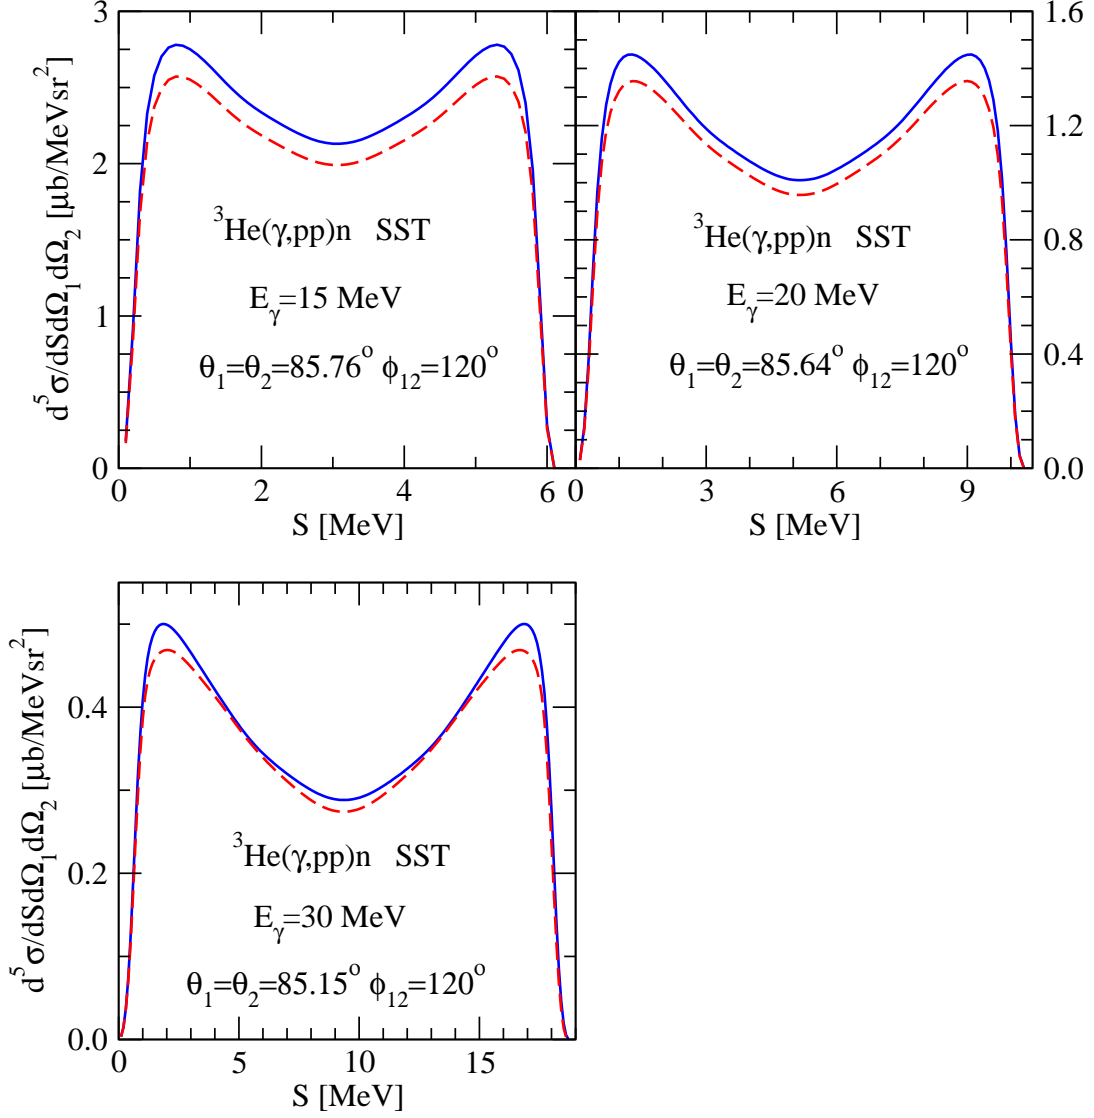 3
2
1
0
d⁵σ/dSdΩ₁dΩ₂ [μb/MeVsr²]
³He(γ,pp)n SST
E_γ=15 MeV
θ₁=θ₂=85.76° ϕ₁₂=120°
0 2 4 6
S [MeV]
1.6
1.2
0.8
0.4
0.0
³He(γ,pp)n SST
E_γ=20 MeV
θ₁=θ₂=85.64° ϕ₁₂=120°
0 3 6 9
S [MeV]
0.4
0.2
0.0
d⁵σ/dSdΩ₁dΩ₂ [μb/MeVsr²]
³He(γ,pp)n SST
E_γ=30 MeV
θ₁=θ₂=85.15° ϕ₁₂=120°
0 5 10 15
S [MeV]